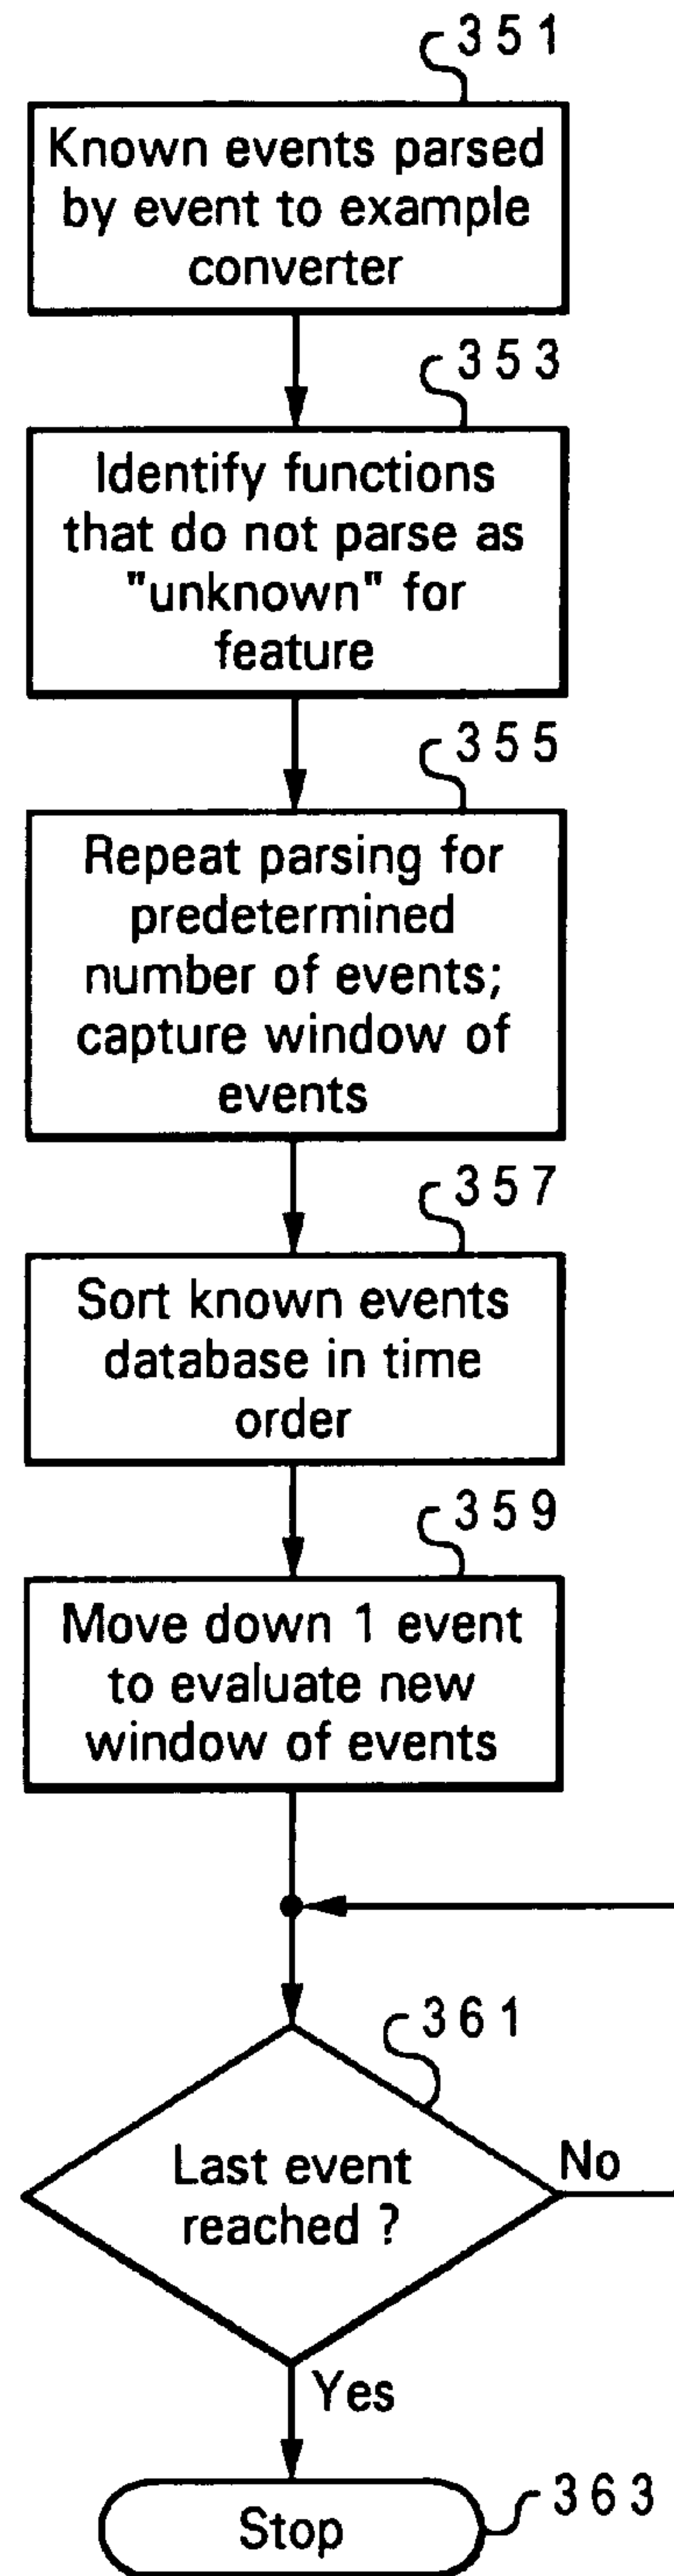 351
Known events parsed
by event to example
converter
353
Identify functions
that do not parse as
"unknown" for
feature
355
Repeat parsing for
predetermined
number of events;
capture window of
events
357
Sort known events
database in time
order
359
Move down 1 event
to evaluate new
window of events
361
Last event
reached ?
No
Yes
Stop
363